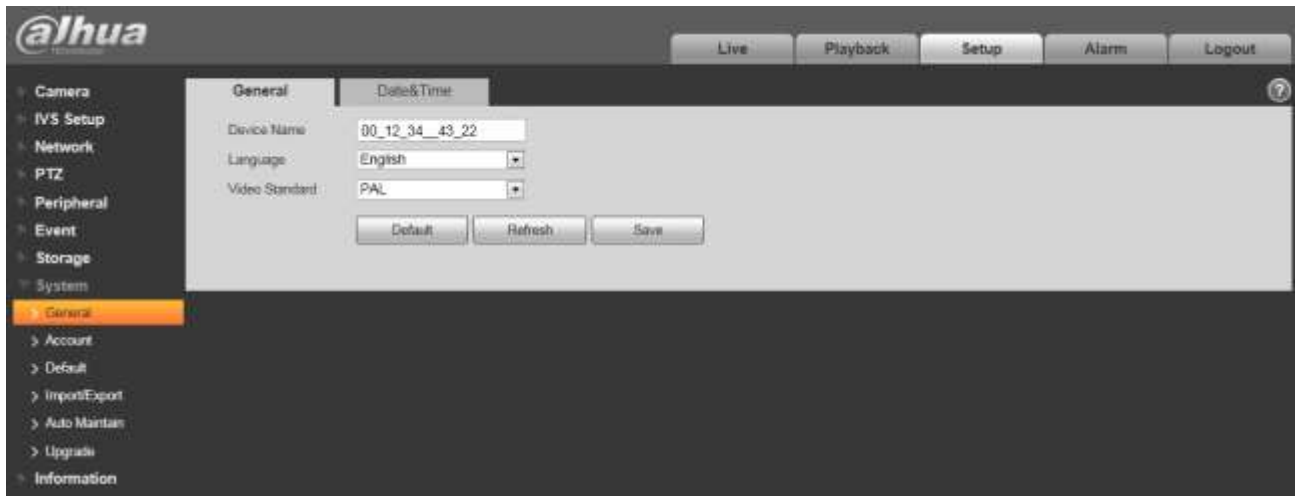 alhua
TECHNOLOGY
Live Playback Setup Alarm Logout
Camera
IVS Setup
Network
PTZ
Peripheral
Event
Storage
System
General
Account
Default
Import/Export
Auto Maintain
Upgrade
Information
General Date&Time
?
Device Name 00_12_34__43_22
Language English
Video Standard PAL
Default Refresh Save